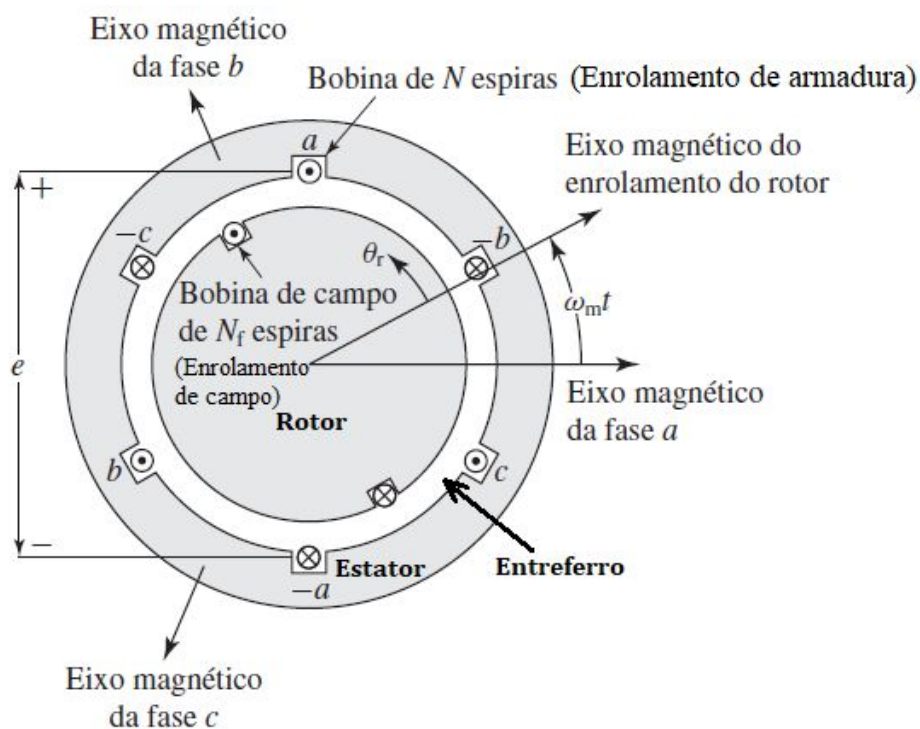 Eixo magnético
da fase b
Bobina de N espiras (Enrolamento de armadura)
a
Eixo magnético do
enrolamento do rotor
+
−c
−b
θr
Bobina de campo
de Nf espiras
(Enrolamento
de campo)
Rotor
ωmt
e
Eixo magnético
da fase a
b
c
−
Estator
Entreferro
−a
Eixo magnético
da fase c